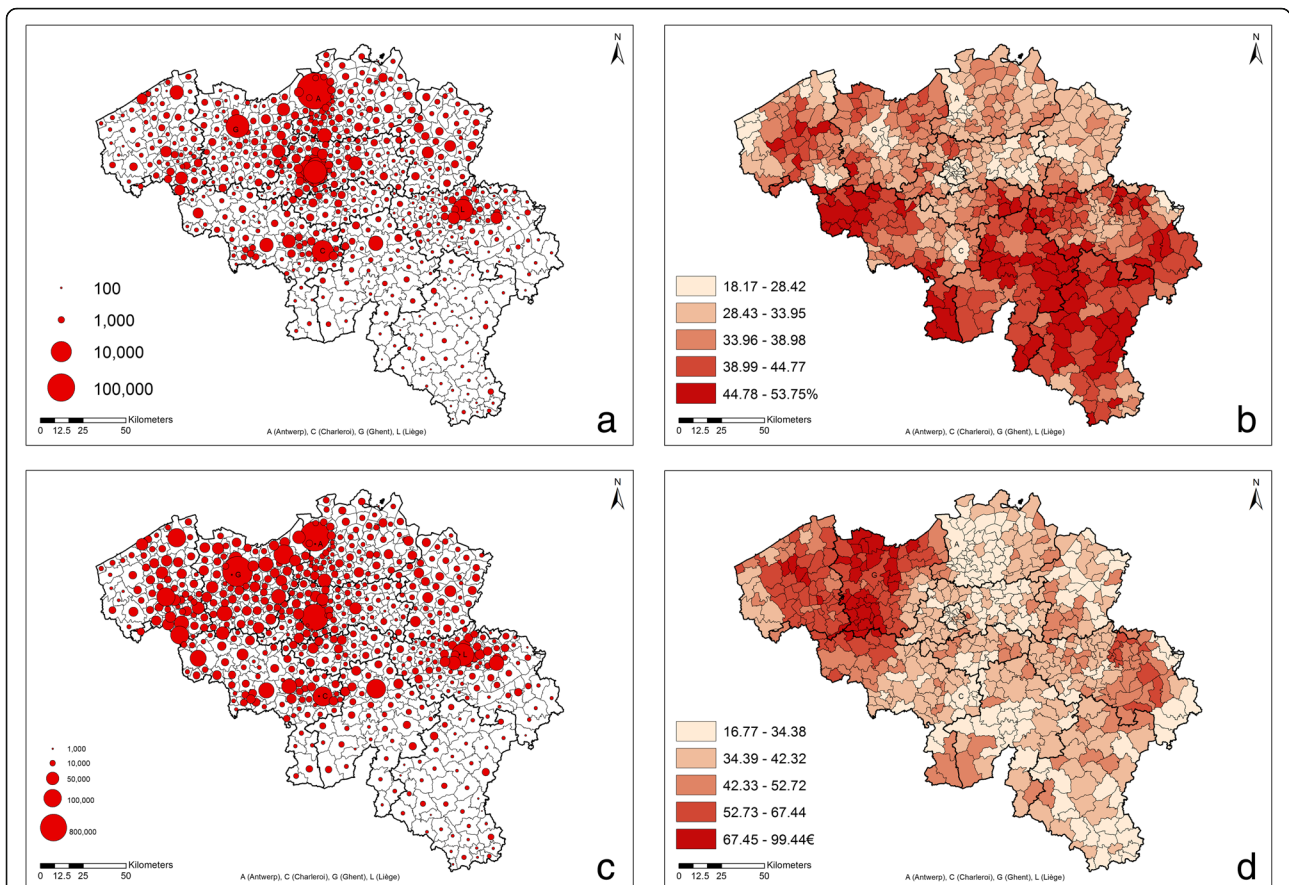 N
A
G
C
100
1,000
10,000
100,000
Kilometers
0 12.5 25 50
A (Antwerp), C (Charleroi), G (Ghent), L (Liège)
a
N
A
G
18.17 - 28.42
28.43 - 33.95
33.96 - 38.98
38.99 - 44.77
44.78 - 53.75%
Kilometers
0 12.5 25 50
A (Antwerp), C (Charleroi), G (Ghent), L (Liège)
b
N
A
G
L
C
1,000
10,000
50,000
100,000
800,000
Kilometers
0 12.5 25 50
A (Antwerp), C (Charleroi), G (Ghent), L (Liège)
c
N
G
C
16.77 - 34.38
34.39 - 42.32
42.33 - 52.72
52.73 - 67.44
67.45 - 99.44€
Kilometers
0 12.5 25 50
A (Antwerp), C (Charleroi), G (Ghent), L (Liège)
d